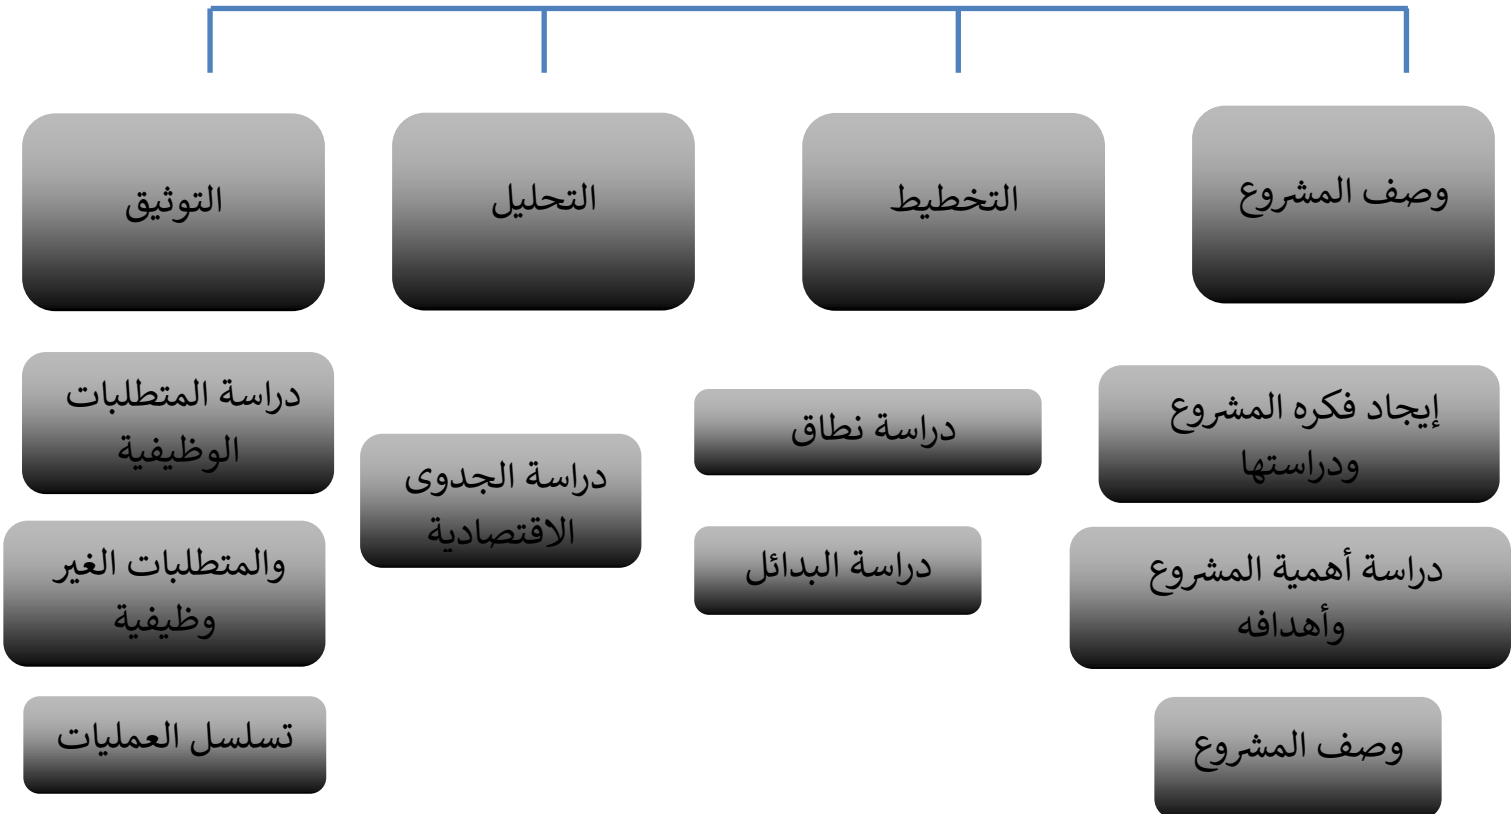 وصف المشروع
التخطيط
التحليل
التوثيق
إيجاد فكره المشروع
ودراستها
دراسة أهمية المشروع
وأهدافه
وصف المشروع
دراسة نطاق
دراسة البدائل
دراسة الجدوى
الاقتصادية
دراسة المتطلبات
الوظيفية
والمتطلبات الغير
وظيفية
تسلسل العمليات